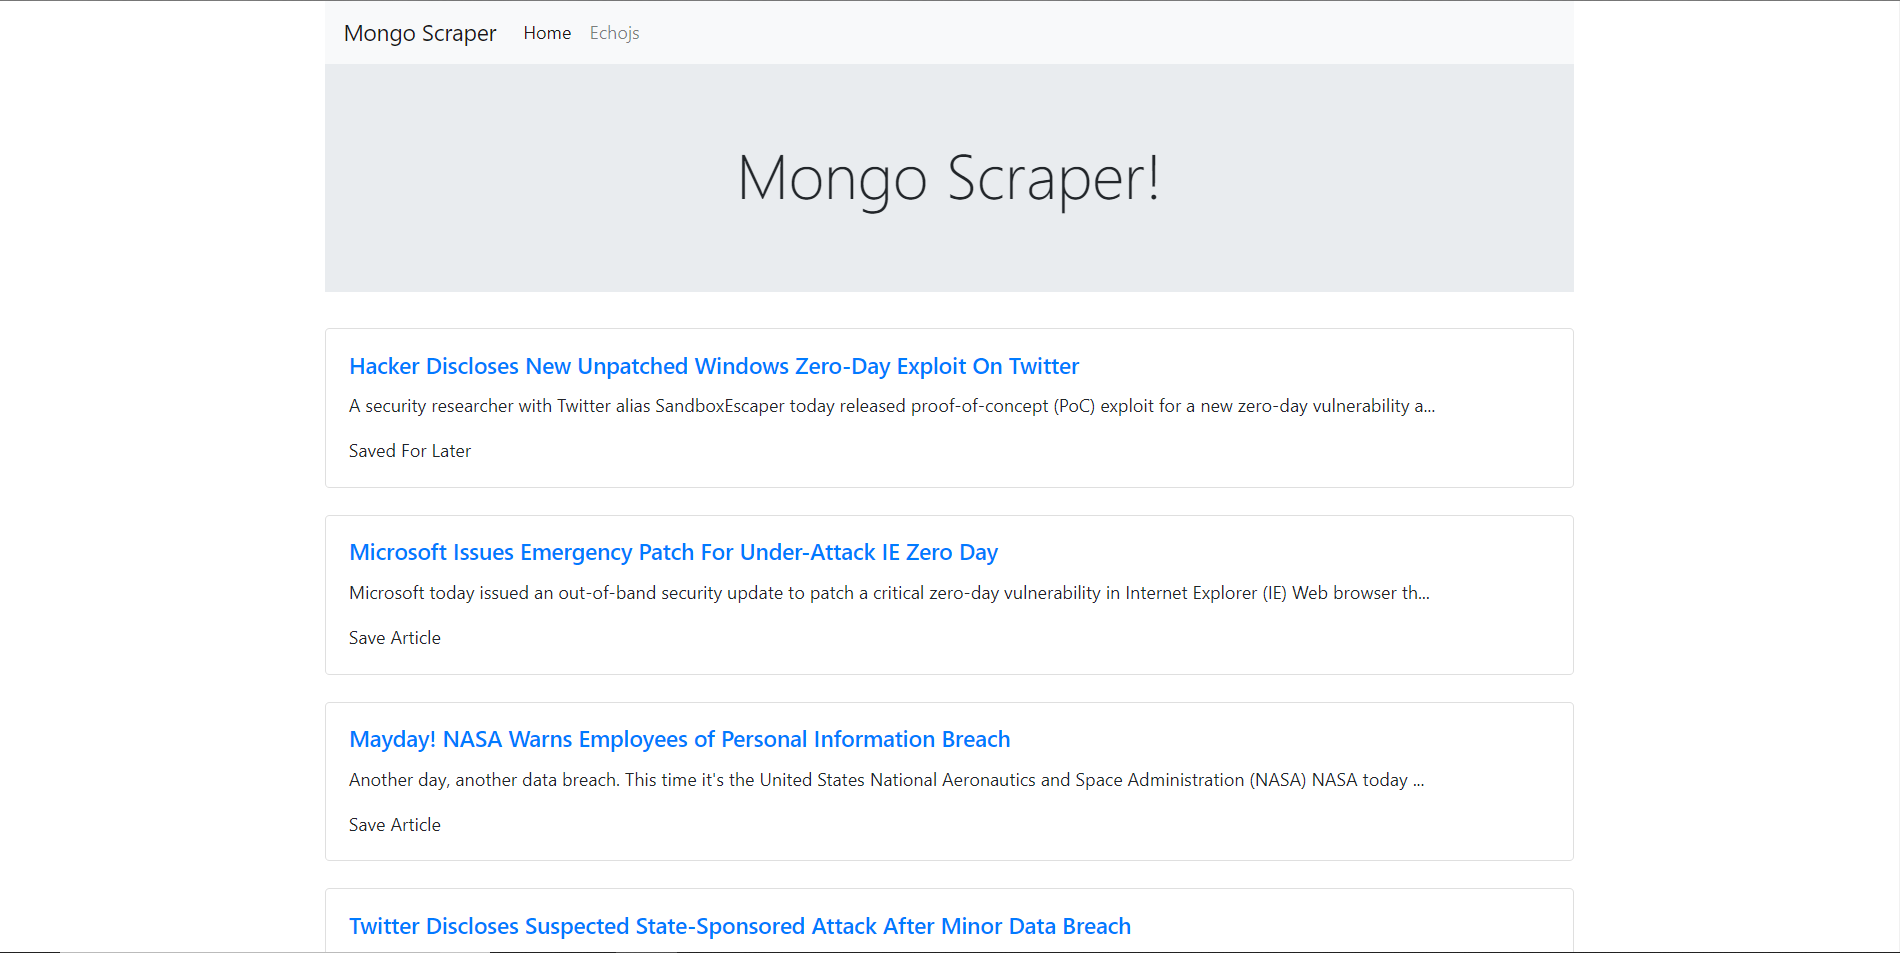 Mongo Scraper Home Echojs
Mongo Scraper!
Hacker Discloses New Unpatched Windows Zero-Day Exploit On Twitter
A security researcher with Twitter alias SandboxEscaper today released proof-of-concept (PoC) exploit for a new zero-day vulnerability a...
Saved For Later
Microsoft Issues Emergency Patch For Under-Attack IE Zero Day
Microsoft today issued an out-of-band security update to patch a critical zero-day vulnerability in Internet Explorer (IE) Web browser th...
Save Article
Mayday! NASA Warns Employees of Personal Information Breach
Another day, another data breach. This time it's the United States National Aeronautics and Space Administration (NASA) NASA today ...
Save Article
Twitter Discloses Suspected State-Sponsored Attack After Minor Data Breach